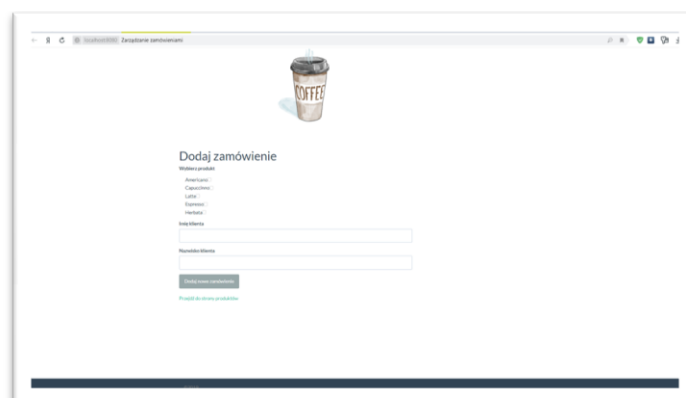 Zarządzanie zamówieniami
COFFEE
Dodaj zamówienie
Wybierz produkt
Americano
Capuccinno
Latte
Espresso
Herbata
Imię klienta
Nazwisko klienta
Dodaj nowe zamówienie
Przejdź do strony produktów